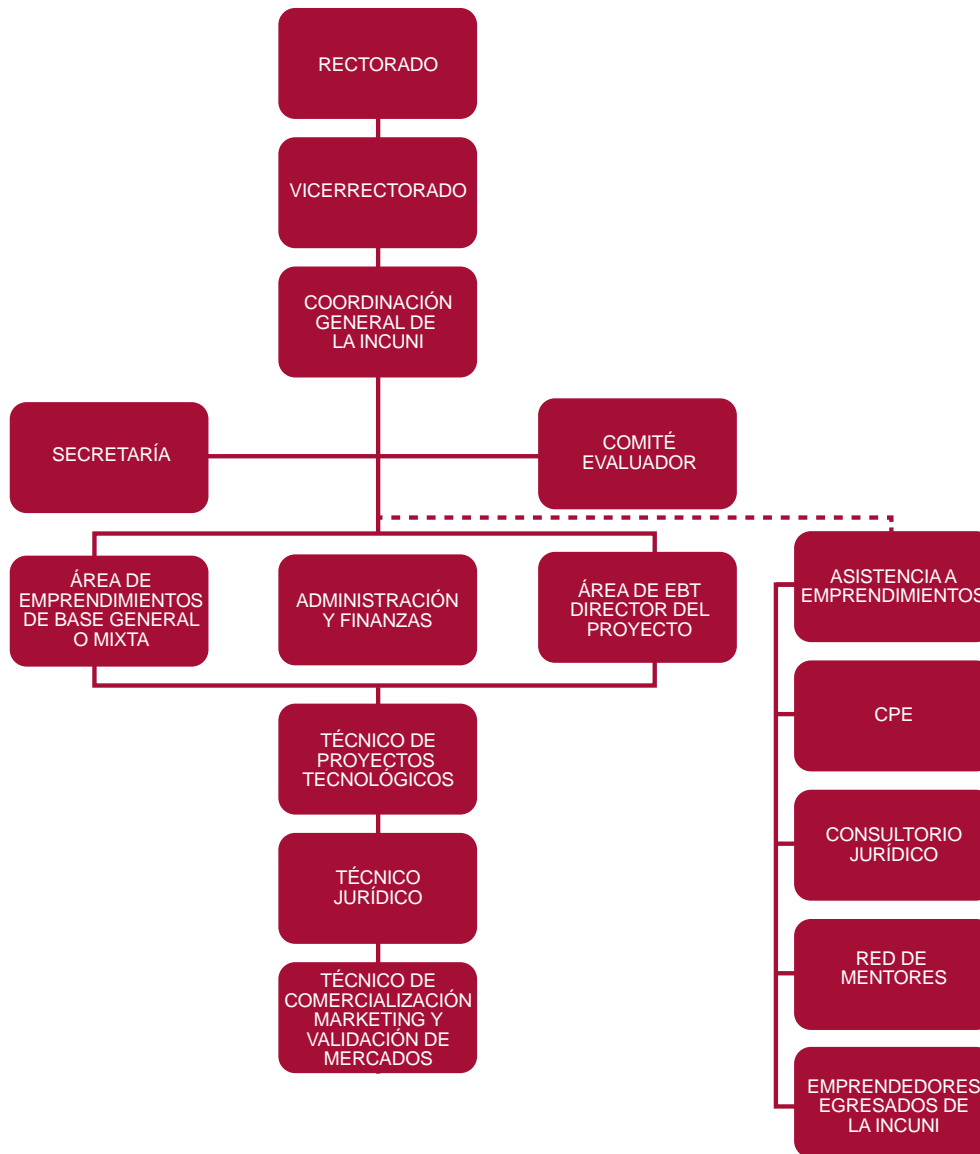 RECTORADO
VICERRECTORADO
COORDINACIÓN
GENERAL DE
LA INCUNI
SECRETARÍA
COMITÉ
EVALUADOR
ÁREA DE
EMPRENDIMIENTOS
DE BASE GENERAL
O MIXTA
ADMINISTRACIÓN
Y FINANZAS
ÁREA DE EBT
DIRECTOR DEL
PROYECTO
ASISTENCIA A
EMPRENDIMIENTOS
TÉCNICO DE
PROYECTOS
TECNOLÓGICOS
CPE
TÉCNICO
JURÍDICO
CONSULTORIO
JURÍDICO
TÉCNICO DE
COMERCIALIZACIÓN
MARKETING Y
VALIDACIÓN DE
MERCADOS
RED DE
MENTORES
EMPRENDEDORES
EGRESADOS DE
LA INCUNI